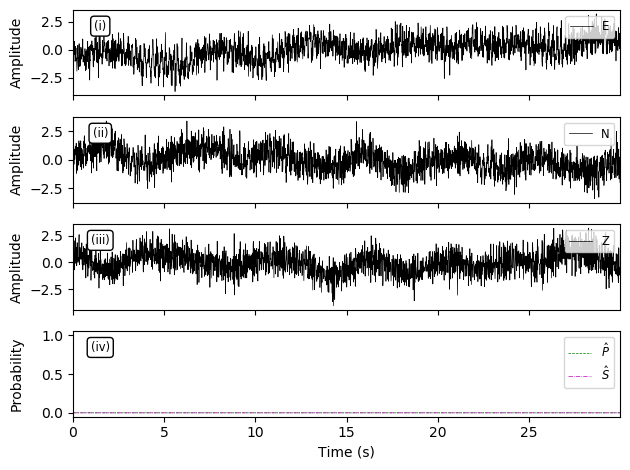 2.5
0.0
−2.5
Amplitude
(i)
E
2.5
0.0
−2.5
Amplitude
(ii)
N
2.5
0.0
−2.5
Amplitude
(iii)
Z
1.0
0.5
0.0
Probability
(iv)
P̂
Ŝ
0 5 10 15 20 25
Time (s)